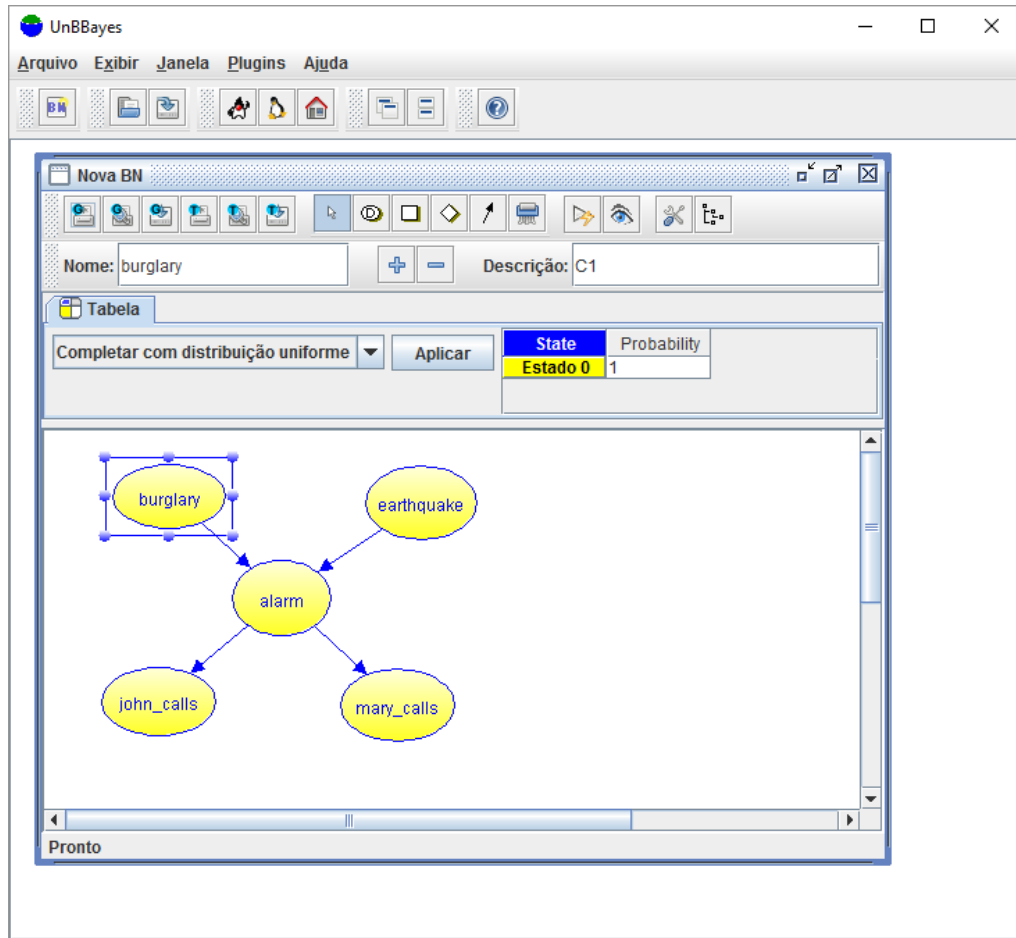 UnBBayes
Arquivo Exibir Janela Plugins Ajuda
BN
Nova BN
Nome: burglary Descrição: C1
Tabela
Completar com distribuição uniforme Aplicar
State Probability
Estado 0 1
burglary
earthquake
alarm
john_calls
mary_calls
Pronto